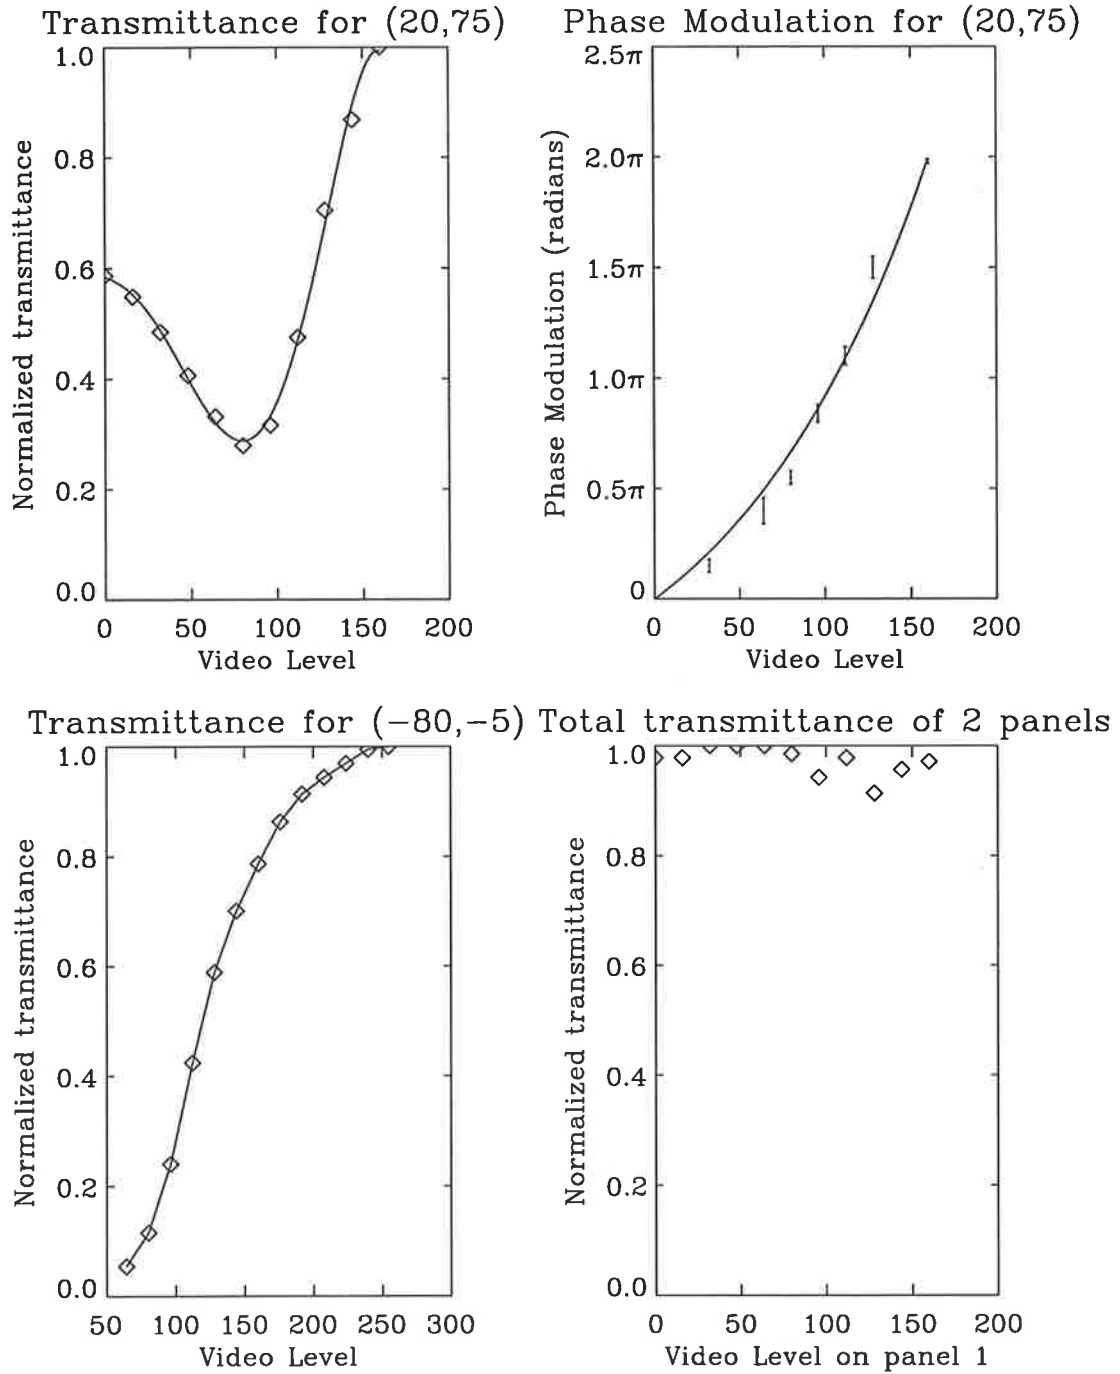 Transmittance for (20,75)
Normalized transmittance
1.0
0.8
0.6
0.4
0.2
0.0
0 50 100 150 200
Video Level
Phase Modulation for (20,75)
Phase Modulation (radians)
2.5π
2.0π
1.5π
1.0π
0.5π
0
0 50 100 150 200
Video Level
Transmittance for (−80,−5)
Normalized transmittance
1.0
0.8
0.6
0.4
0.2
0.0
50 100 150 200 250 300
Video Level
Total transmittance of 2 panels
Normalized transmittance
1.0
0.8
0.6
0.4
0.2
0.0
0 50 100 150 200
Video Level on panel 1